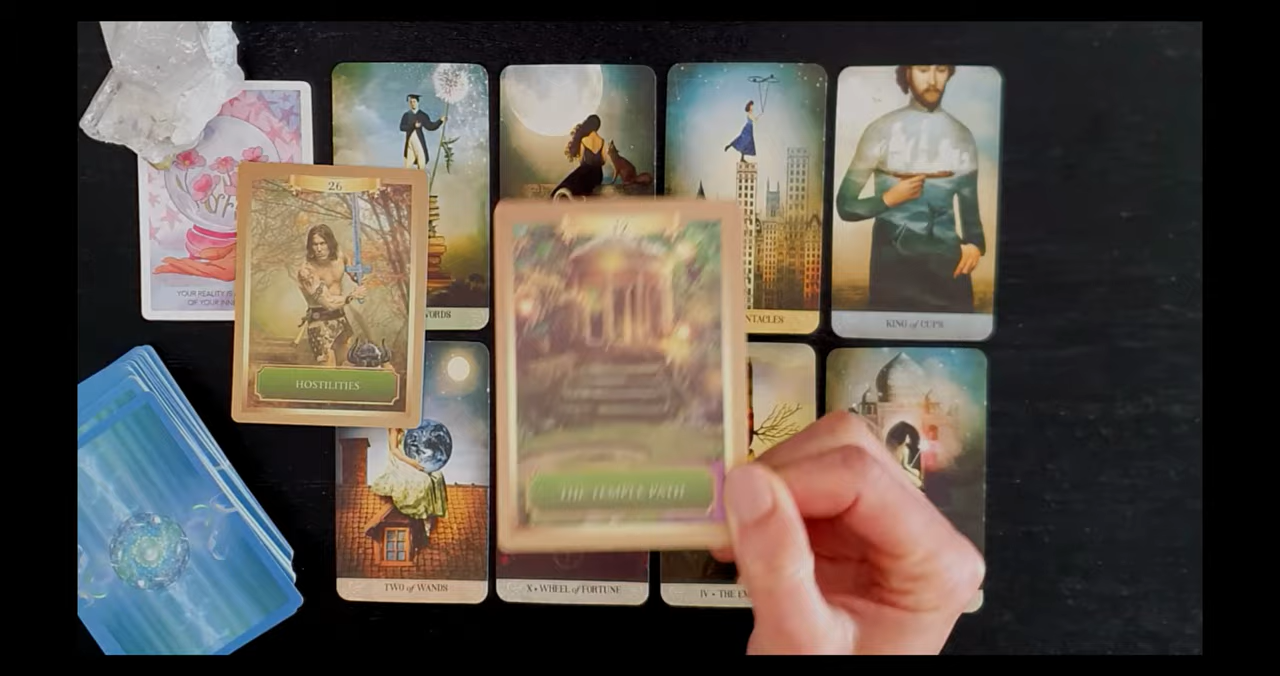 26
HOSTILITIES
YOUR REALITY IS
OF YOUR INN
WORDS
NTACLES
KING of CUPS
THE TEMPLE PATH
TWO of WANDS
X • WHEEL of FORTUNE
IV • THE EM